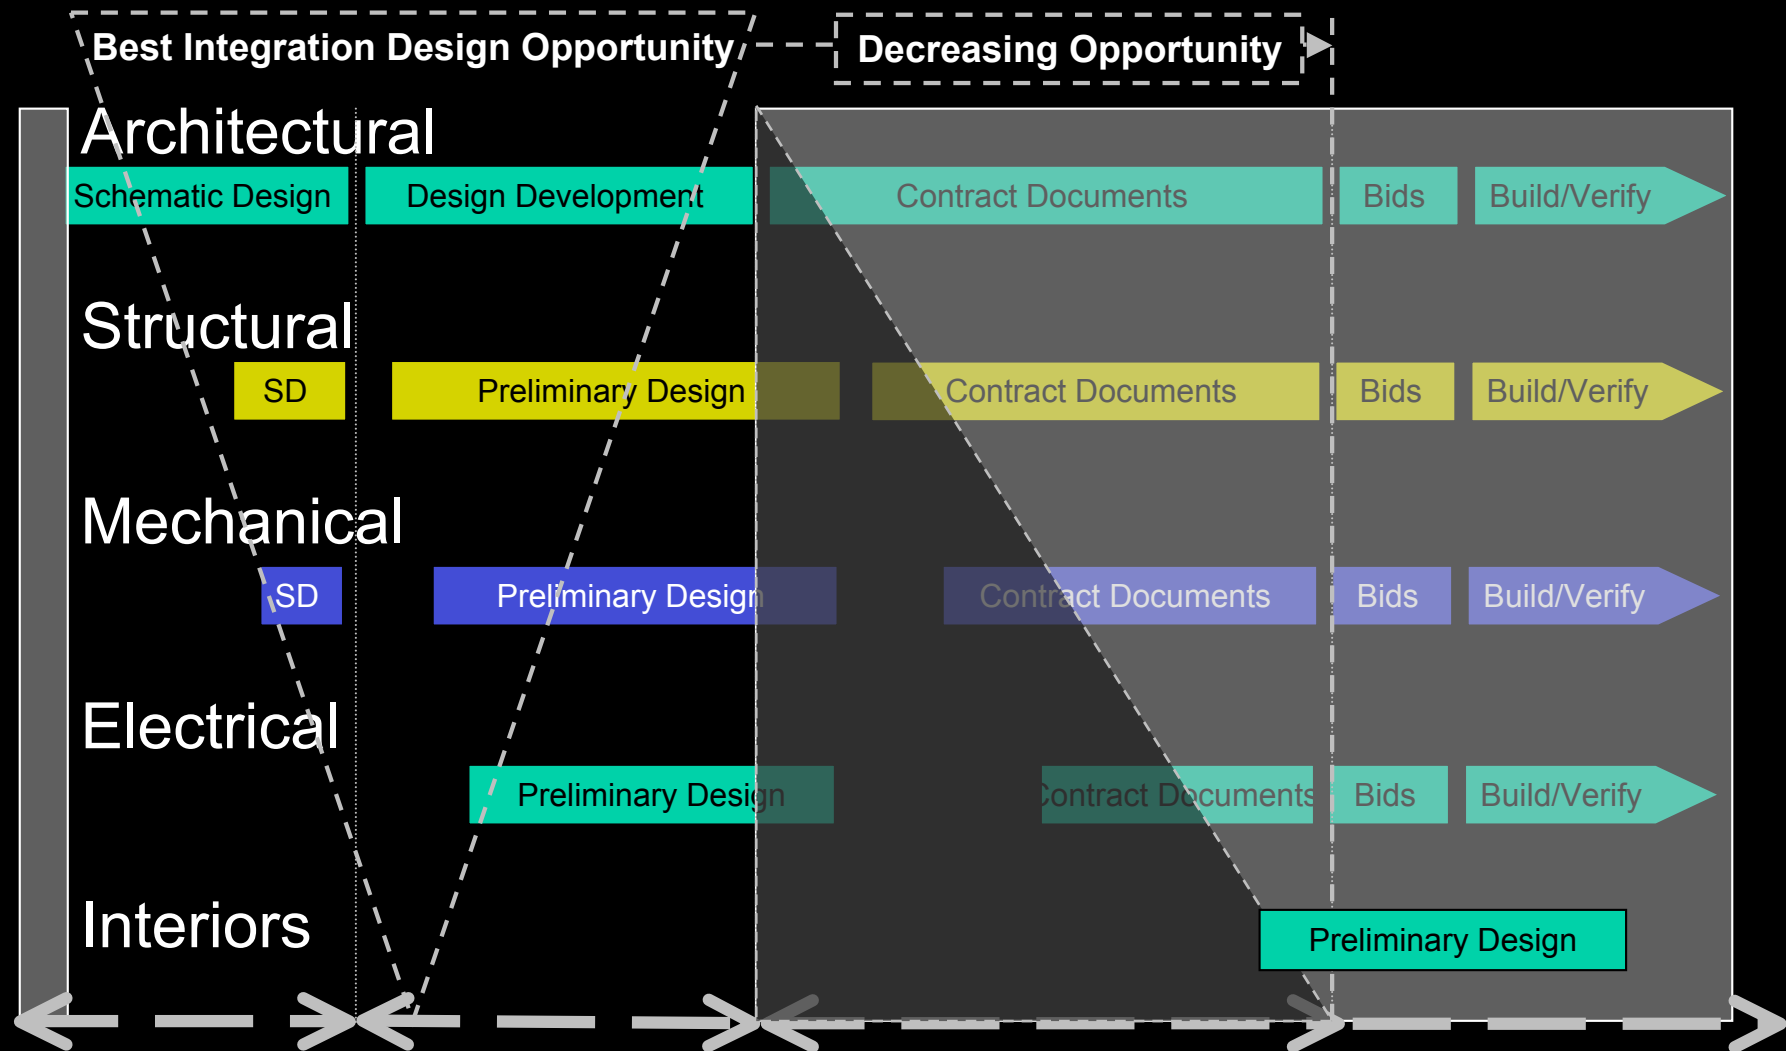 Best Integration Design Opportunity
Decreasing Opportunity
Architectural
Schematic Design
Design Development
Contract Documents
Bids
Build/Verify
Structural
SD
Preliminary Design
Contract Documents
Bids
Build/Verify
Mechanical
SD
Preliminary Design
Contract Documents
Bids
Build/Verify
Electrical
Preliminary Design
Contract Documents
Bids
Build/Verify
Interiors
Preliminary Design